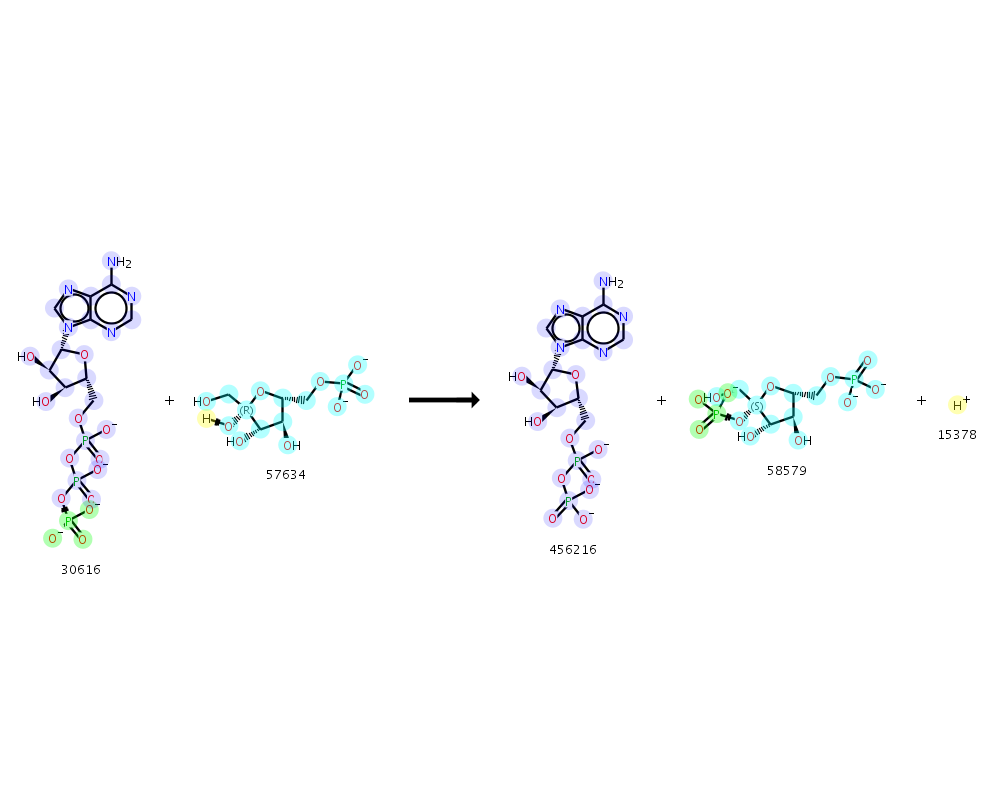 NH2
N
N
N
N
HO
O
HO
O
P
O-
O
O
O-
P
O
O
O-
P
O-
O
30616
+
HO
H
O
(R)
O
HO
OH
O
P
O-
O
O-
57634
NH2
N
N
N
N
HO
O
HO
O
P
O-
O
O
O-
P
O
O-
456216
+
O
HO
O-
P
O
O
(S)
O
HO
OH
O
P
O
O-
O-
58579
+
H+
15378